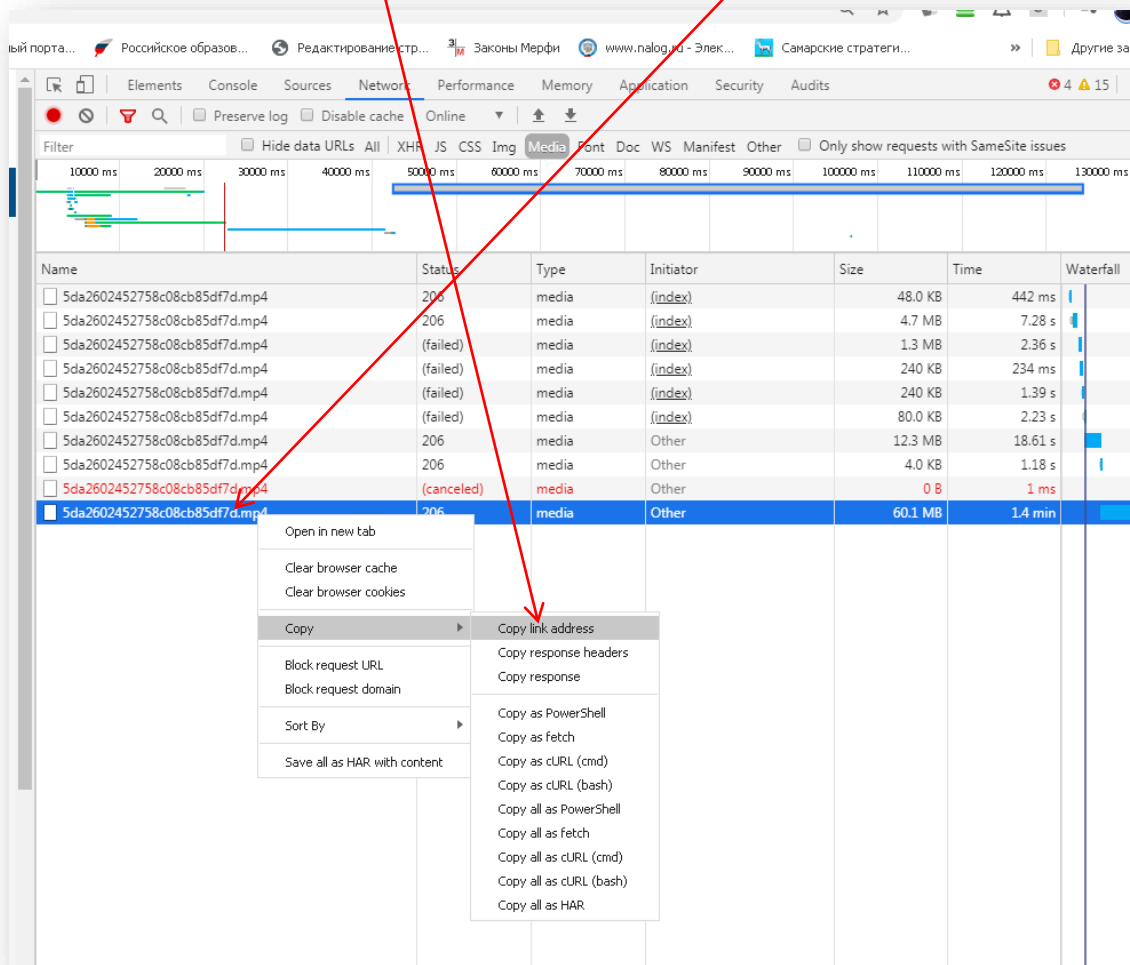 ый порта... Российское образов... Редактирование стр... Законы Мерфи www.nalog.ru - Элек... Самарские стратеги... » Другие за
Elements Console Sources Network Performance Memory Application Security Audits 4 15
Preserve log Disable cache Online
Filter Hide data URLs All XHR JS CSS Img Media Font Doc WS Manifest Other Only show requests with SameSite issues
10000 ms 20000 ms 30000 ms 40000 ms 50000 ms 60000 ms 70000 ms 80000 ms 90000 ms 100000 ms 110000 ms 120000 ms 130000 ms
Name Status Type Initiator Size Time Waterfall
5da2602452758c08cb85df7d.mp4 206 media (index) 48.0 KB 442 ms
5da2602452758c08cb85df7d.mp4 206 media (index) 4.7 MB 7.28 s
5da2602452758c08cb85df7d.mp4 (failed) media (index) 1.3 MB 2.36 s
5da2602452758c08cb85df7d.mp4 (failed) media (index) 240 KB 234 ms
5da2602452758c08cb85df7d.mp4 (failed) media (index) 240 KB 1.39 s
5da2602452758c08cb85df7d.mp4 (failed) media (index) 80.0 KB 2.23 s
5da2602452758c08cb85df7d.mp4 206 media Other 12.3 MB 18.61 s
5da2602452758c08cb85df7d.mp4 206 media Other 4.0 KB 1.18 s
5da2602452758c08cb85df7d.mp4 (canceled) media Other 0 B 1 ms
5da2602452758c08cb85df7d.mp4 206 media Other 60.1 MB 1.4 min
Open in new tab
Clear browser cache
Clear browser cookies
Copy
Block request URL
Block request domain
Sort By
Save all as HAR with content
Copy link address
Copy response headers
Copy response
Copy as PowerShell
Copy as fetch
Copy as cURL (cmd)
Copy as cURL (bash)
Copy all as PowerShell
Copy all as fetch
Copy all as cURL (cmd)
Copy all as cURL (bash)
Copy all as HAR